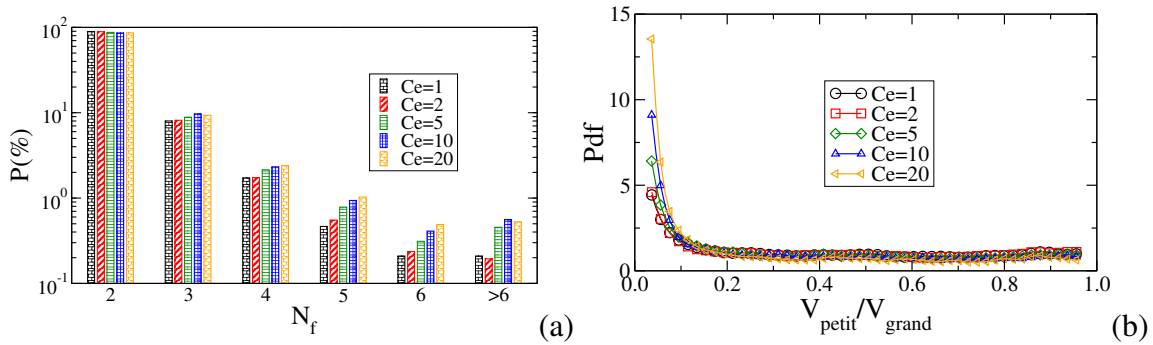 P(%)
10^2
10^1
10^0
10^-1
Ce=1
Ce=2
Ce=5
Ce=10
Ce=20
2 3 4 5 6 >6
N_f
(a)
Pdf
15
10
5
0
Ce=1
Ce=2
Ce=5
Ce=10
Ce=20
0 0.2 0.4 0.6 0.8 1.0
V_petit/V_grand
(b)